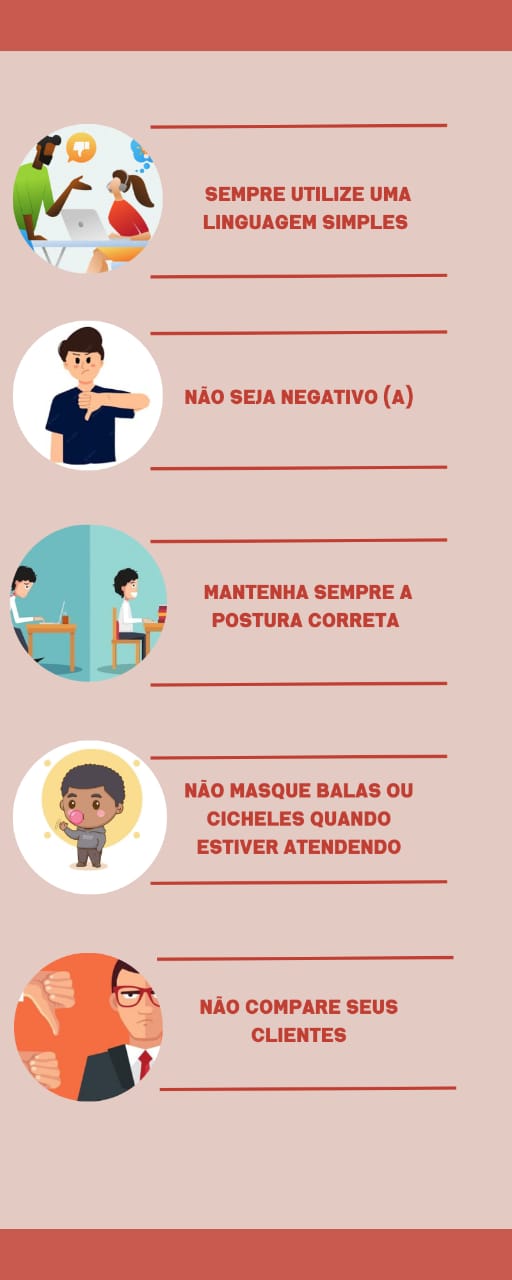 SEMPRE UTILIZE UMA
LINGUAGEM SIMPLES
NÃO SEJA NEGATIVO (A)
MANTENHA SEMPRE A
POSTURA CORRETA
NÃO MASQUE BALAS OU
CICHELES QUANDO
ESTIVER ATENDENDO
NÃO COMPARE SEUS
CLIENTES